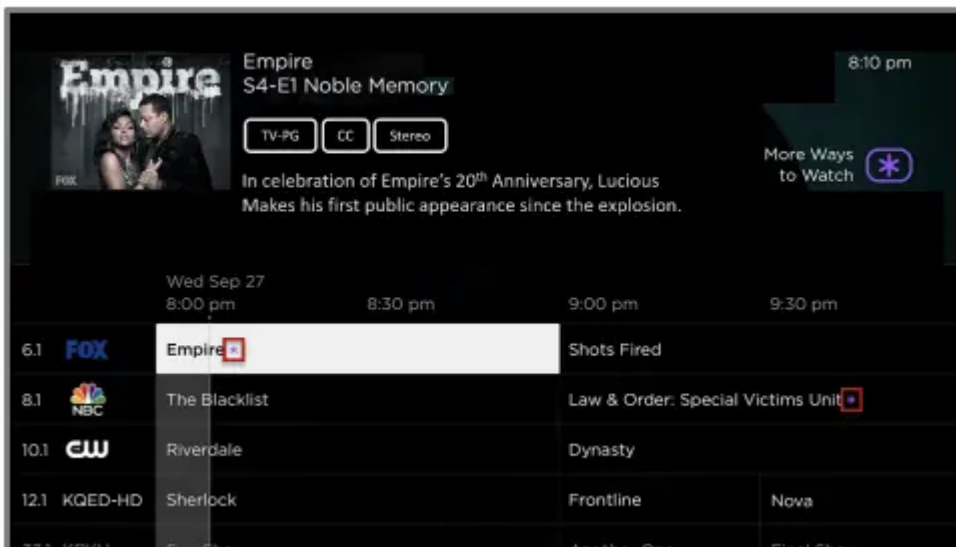 Empire
FOX
Empire
S4-E1 Noble Memory
TV-PG CC Stereo
In celebration of Empire's 20th Anniversary, Lucious
Makes his first public appearance since the explosion.
8:10 pm
More Ways
to Watch *
Wed Sep 27
8:00 pm 8:30 pm 9:00 pm 9:30 pm
6.1 FOX Empire * Shots Fired
8.1 NBC The Blacklist Law & Order: Special Victims Unit *
10.1 CW Riverdale Dynasty
12.1 KQED-HD Sherlock Frontline Nova